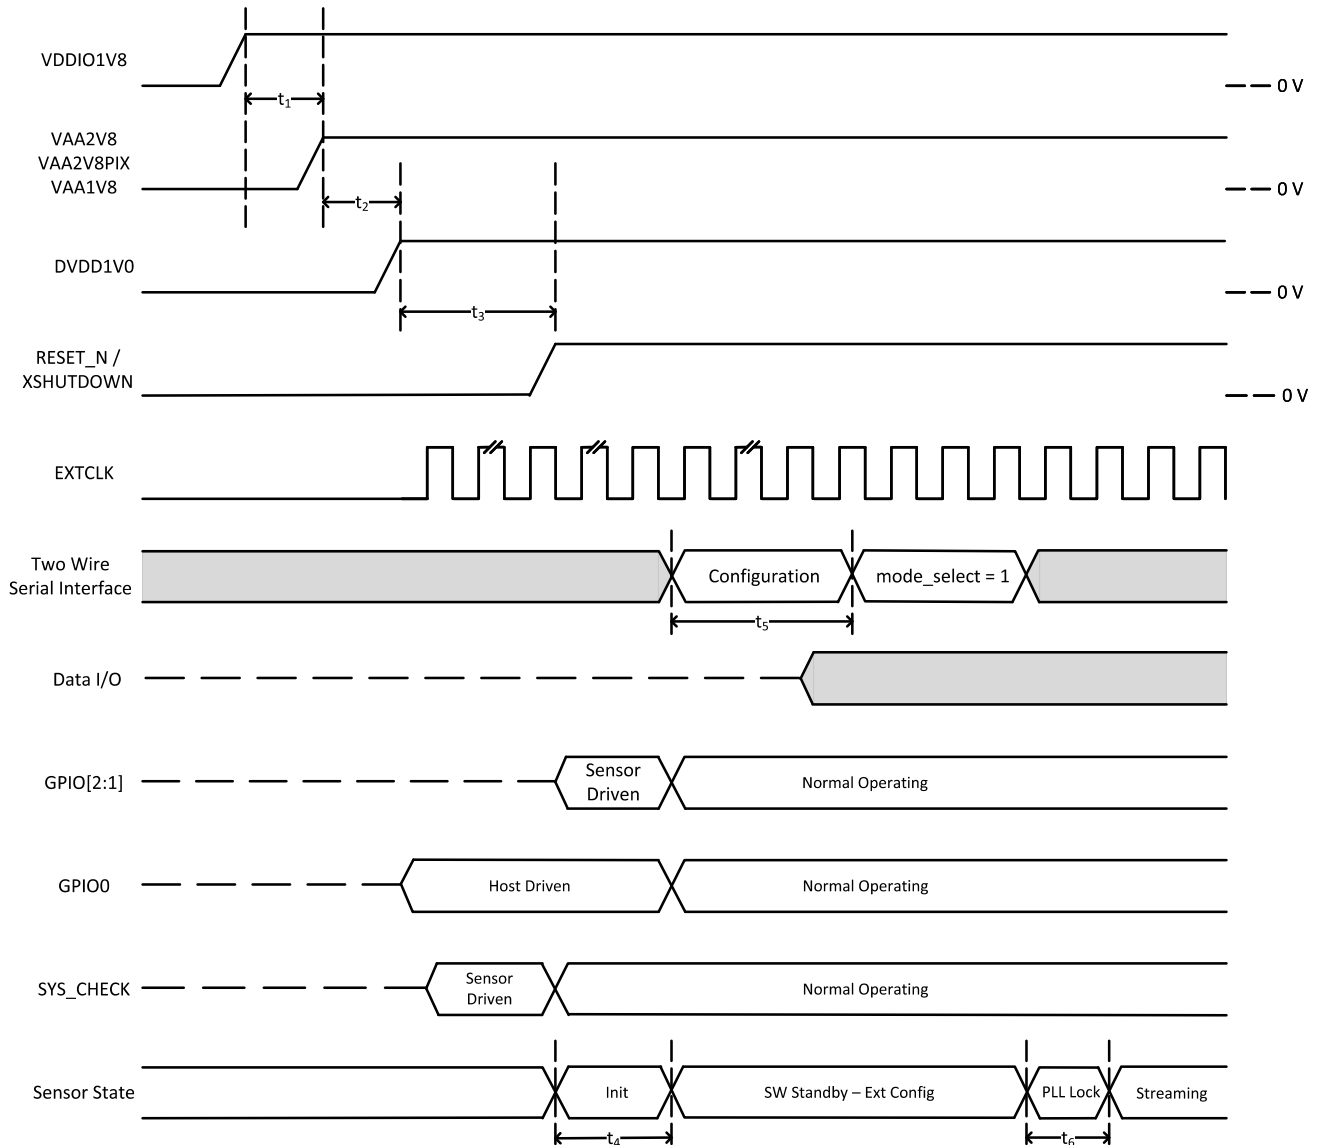 VDDIO1V8
0 V
t1
VAA2V8
VAA2V8PIX
VAA1V8
0 V
t2
DVDD1V0
0 V
t3
RESET_N /
XSHUTDOWN
0 V
EXTCLK
Two Wire
Serial Interface
Configuration
mode_select = 1
t5
Data I/O
GPIO[2:1]
Sensor
Driven
Normal Operating
GPIO0
Host Driven
Normal Operating
SYS_CHECK
Sensor
Driven
Normal Operating
Sensor State
Init
SW Standby – Ext Config
PLL Lock
Streaming
t4
t6